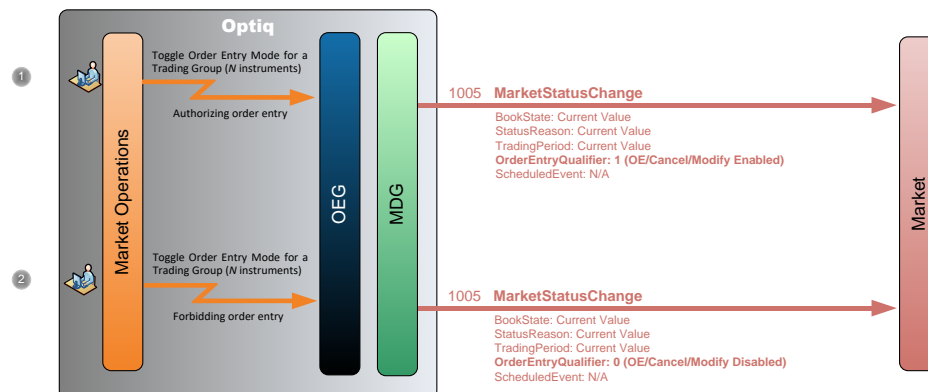 Optiq
1
Toggle Order Entry Mode for a
Trading Group (N instruments)
Authorizing order entry
1005 MarketStatusChange
BookState: Current Value
StatusReason: Current Value
TradingPeriod: Current Value
OrderEntryQualifier: 1 (OE/Cancel/Modify Enabled)
ScheduledEvent: N/A
Market Operations
OEG
MDG
Market
2
Toggle Order Entry Mode for a
Trading Group (N instruments)
Forbidding order entry
1005 MarketStatusChange
BookState: Current Value
StatusReason: Current Value
TradingPeriod: Current Value
OrderEntryQualifier: 0 (OE/Cancel/Modify Disabled)
ScheduledEvent: N/A